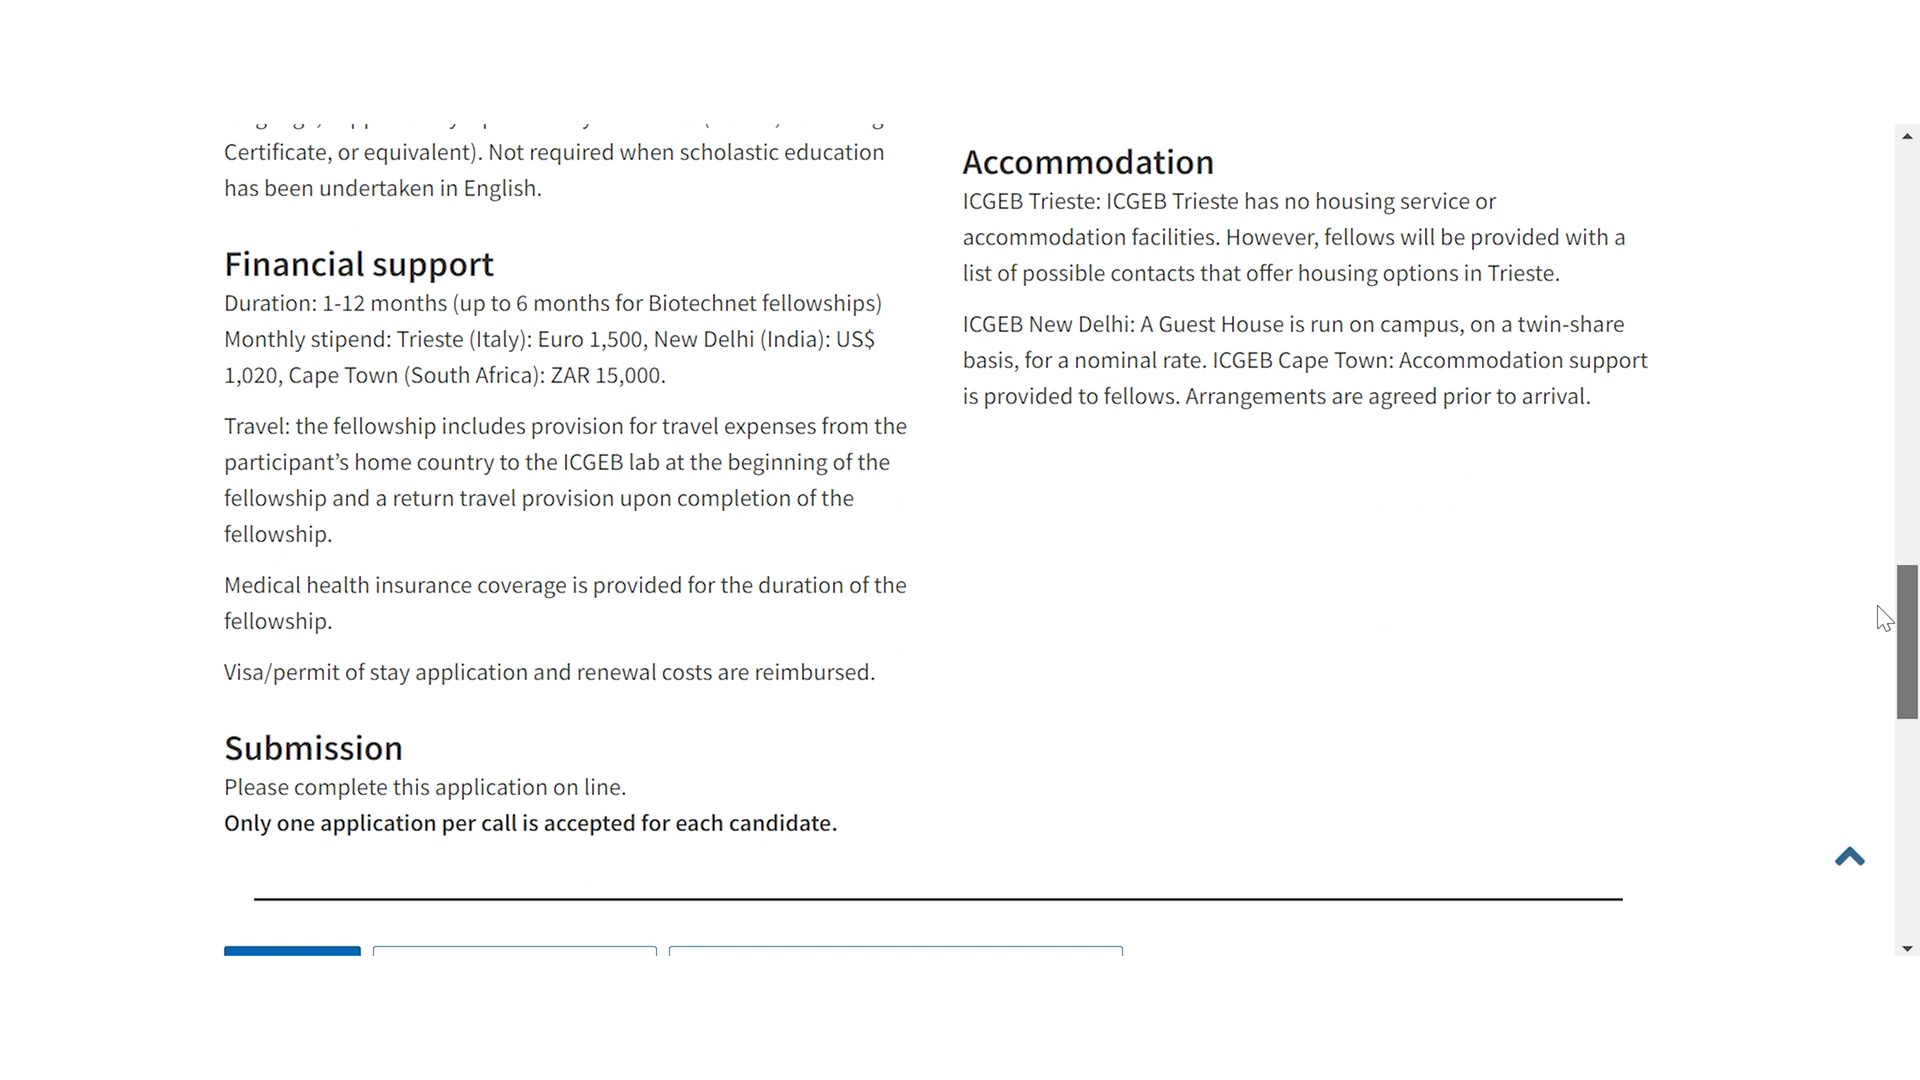 Certificate, or equivalent). Not required when scholastic education
has been undertaken in English.
Financial support
Duration: 1-12 months (up to 6 months for Biotechnet fellowships)
Monthly stipend: Trieste (Italy): Euro 1,500, New Delhi (India): US$
1,020, Cape Town (South Africa): ZAR 15,000.
Travel: the fellowship includes provision for travel expenses from the
participant’s home country to the ICGEB lab at the beginning of the
fellowship and a return travel provision upon completion of the
fellowship.
Medical health insurance coverage is provided for the duration of the
fellowship.
Visa/permit of stay application and renewal costs are reimbursed.
Submission
Please complete this application on line.
Only one application per call is accepted for each candidate.
Accommodation
ICGEB Trieste: ICGEB Trieste has no housing service or
accommodation facilities. However, fellows will be provided with a
list of possible contacts that offer housing options in Trieste.
ICGEB New Delhi: A Guest House is run on campus, on a twin-share
basis, for a nominal rate. ICGEB Cape Town: Accommodation support
is provided to fellows. Arrangements are agreed prior to arrival.